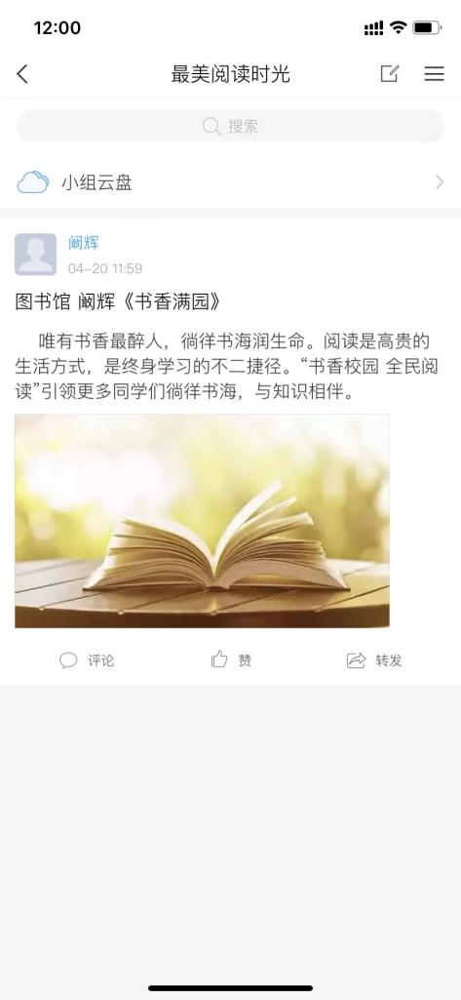 12:00
最美阅读时光
搜索
小组云盘
阚辉
04-20 11:59
图书馆 阚辉《书香满园》
唯有书香最醉人，徜徉书海润生命。阅读是高贵的
生活方式，是终身学习的不二捷径。“书香校园 全民阅
读”引领更多同学们徜徉书海，与知识相伴。
评论 赞 转发